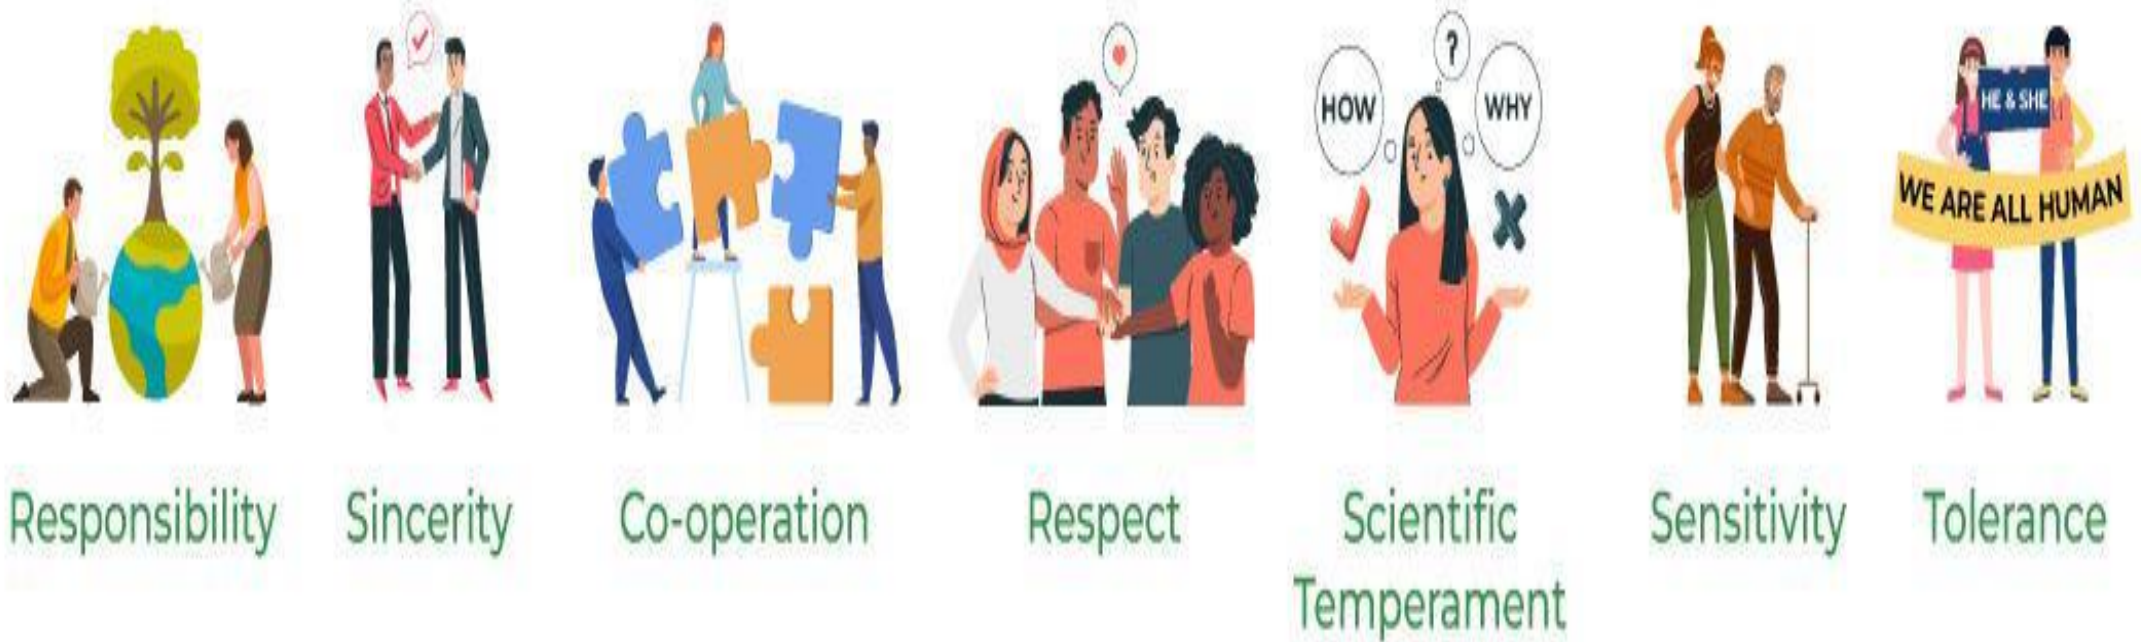 HOW
?
WHY
HE & SHE
WE ARE ALL HUMAN
Responsibility
Sincerity
Co-operation
Respect
Scientific
Temperament
Sensitivity
Tolerance